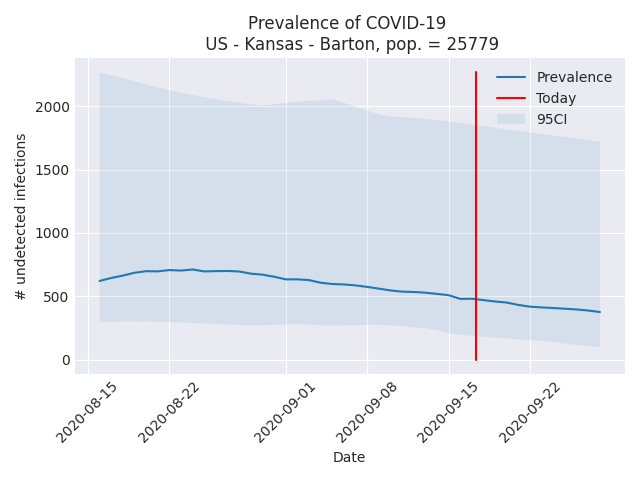 Prevalence of COVID-19
US - Kansas - Barton, pop. = 25779
Prevalence
Today
95CI
2000
1500
1000
500
0
# undetected infections
2020-08-15
2020-08-22
2020-09-01
2020-09-08
2020-09-15
2020-09-22
Date